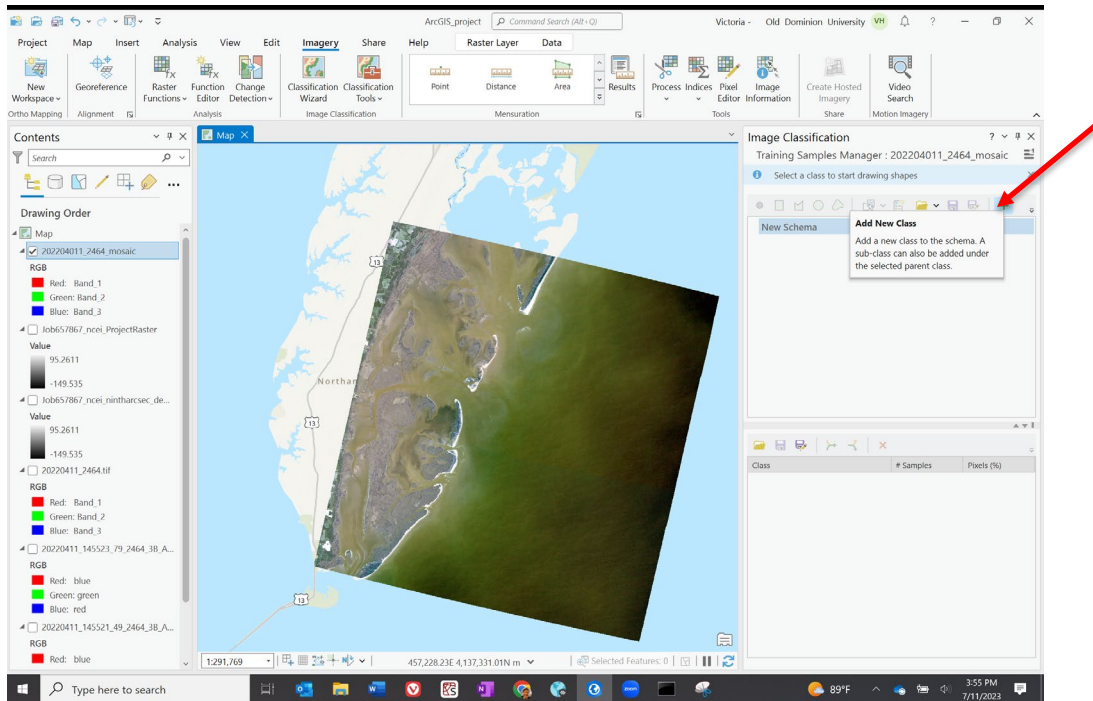 ArcGIS_project
Command Search (Alt+Q)
Victoria - Old Dominion University VH ?
Project Map Insert Analysis View Edit Imagery Share Help Raster Layer Data
New Workspace
Georeference
Raster Functions
Function Editor
Change Detection
Classification Wizard
Classification Tools
Point
Distance
Area
Results
Process
Indices
Pixel Editor
Image Information
Create Hosted Imagery
Video Search
Ortho Mapping Alignment Analysis Image Classification Mensuration Tools Share Motion Imagery
Contents
Search
Drawing Order
Map
202204011_2464_mosaic
RGB
Red: Band_1
Green: Band_2
Blue: Band_3
Job657867_ncei_ProjectRaster
Value
95.2611
-149.535
Job657867_ncei_nintharcsec_de...
Value
95.2611
-149.535
20220411_2464.tif
RGB
Red: Band_1
Green: Band_2
Blue: Band_3
20220411_145523_79_2464_3B_A...
RGB
Red: blue
Green: green
Blue: red
20220411_145521_49_2464_3B_A...
RGB
Red: blue
Map
13
Northam
13
13
1:291,769
457,228.23E 4,137,331.01N m
Selected Features: 0
Image Classification
Training Samples Manager : 202204011_2464_mosaic
Select a class to start drawing shapes
New Schema
Add New Class
Add a new class to the schema. A
sub-class can also be added under
the selected parent class.
Class # Samples Pixels (%)
Type here to search
89°F
3:55 PM
7/11/2023